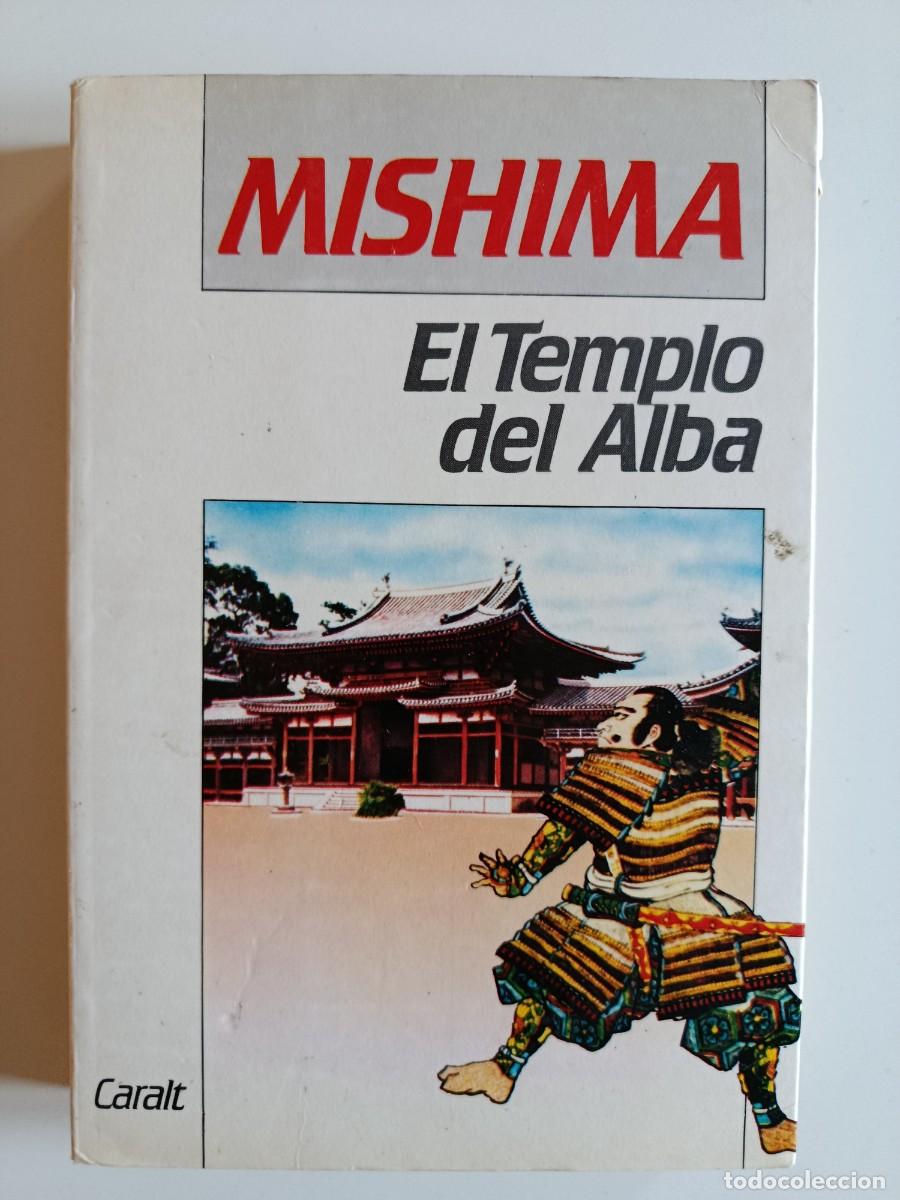 MISHIMA
El Templo
del Alba
Caralt
todocoleccion